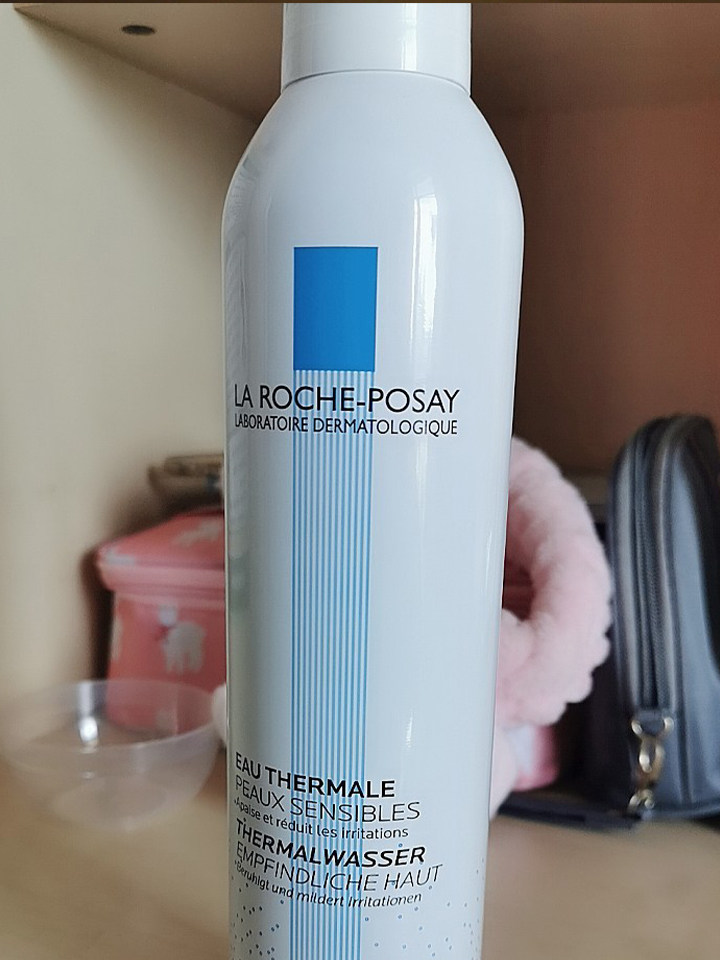 LA ROCHE-POSAY
LABORATOIRE DERMATOLOGIQUE
EAU THERMALE
PEAUX SENSIBLES
•Apaise et réduit les irritations
THERMALWASSER
EMPFINDLICHE HAUT
•Beruhigt und mildert Irritationen